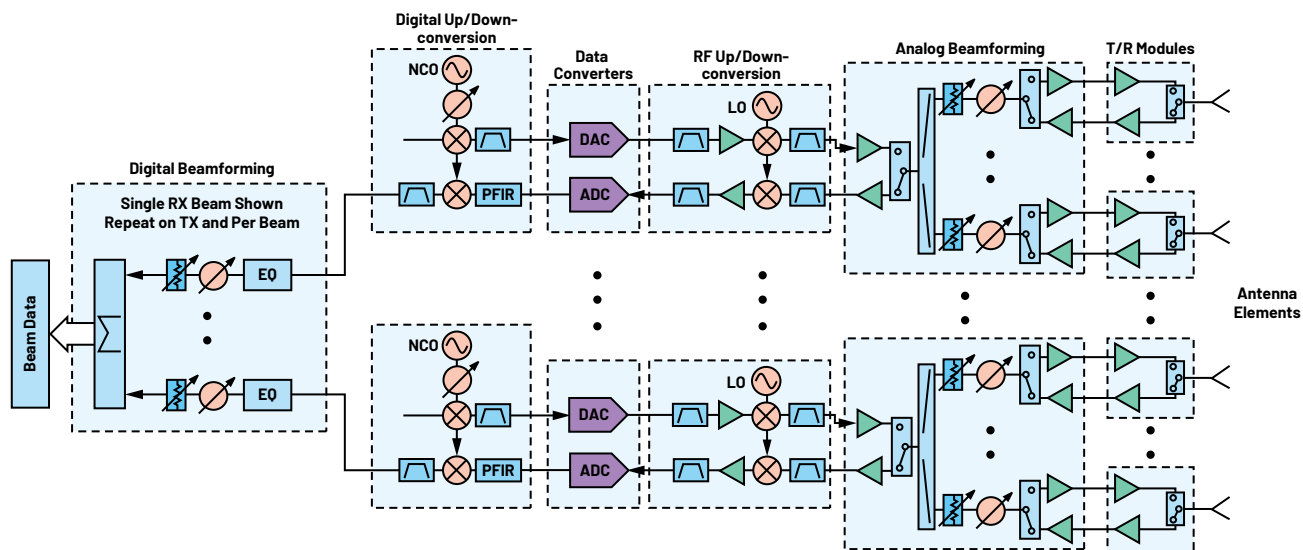 Digital Up/Down-
conversion
Data
Converters
RF Up/Down-
conversion
Analog Beamforming
T/R Modules
NCO
LO
DAC
Digital Beamforming
Single RX Beam Shown
Repeat on TX and Per Beam
PFIR
ADC
EQ
Beam Data
Σ
Antenna
Elements
NCO
LO
EQ
DAC
PFIR
ADC